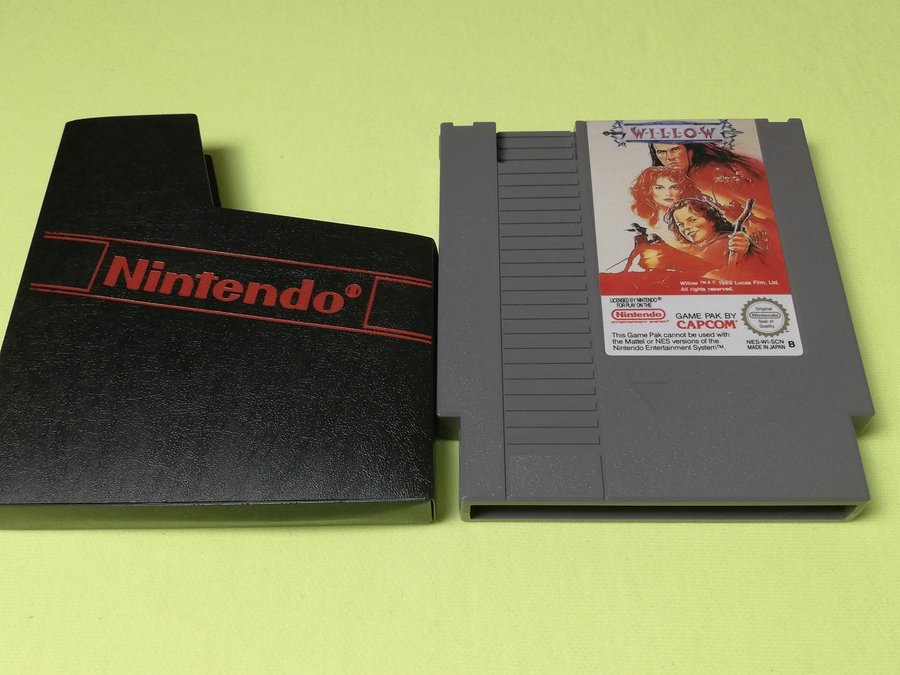 Nintendo®
WILLOW
Willow ™ & © 1989 Lucas Film, Ltd.
All rights reserved.
LICENSED BY NINTENDO®
FOR PLAY ON THE
Nintendo
ENTERTAINMENT SYSTEM
GAME PAK BY
CAPCOM
This Game Pak cannot be used with
the Mattel or NES versions of the
Nintendo Entertainment System™.
Original
Nintendo
Seal of
Quality
NES-WI-SCN
MADE IN JAPAN B